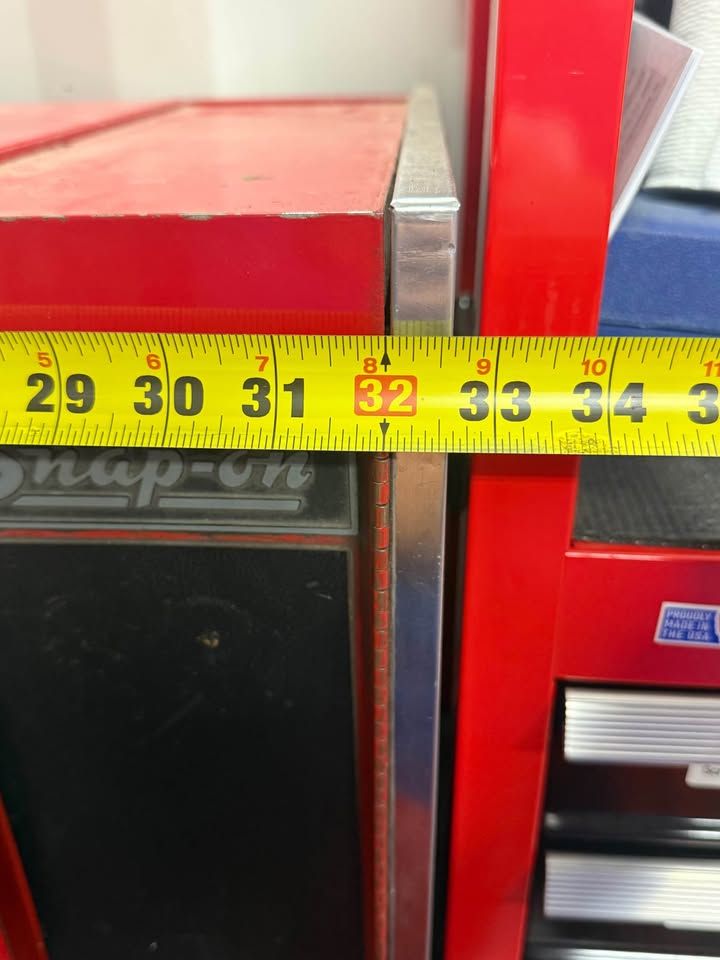 5 6 7 8 9 10 11
29 30 31 32 33 34 3
Snap-on
PROUDLY
MADE IN
THE USA